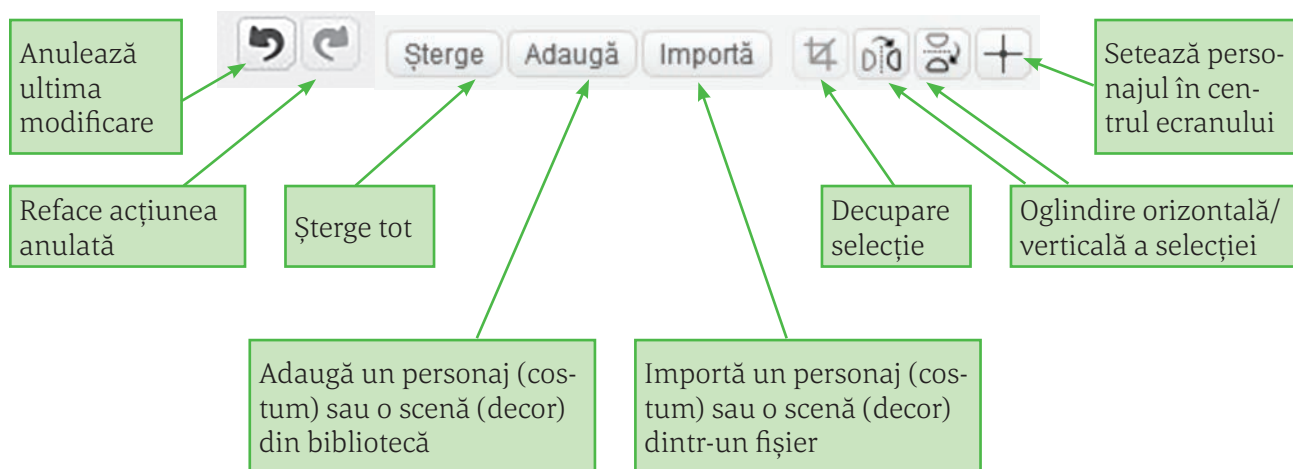 Anulează
ultima
modificare
Șterge
Adaugă
Importă
Setează perso-
najul în cen-
trul ecranului
Reface acțiunea
anulată
Șterge tot
Decupare
selecție
Oglindire orizontală/
verticală a selecției
Adaugă un personaj (cos-
tum) sau o scenă (decor)
din bibliotecă
Importă un personaj (cos-
tum) sau o scenă (decor)
dintr-un fișier